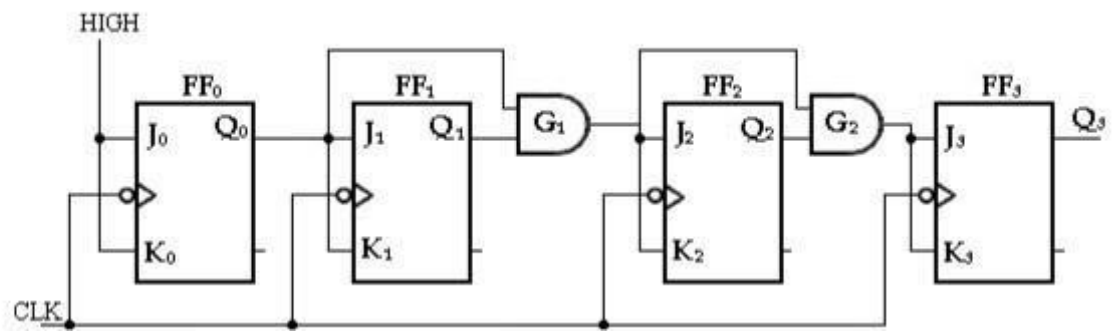 HIGH
FF₀ FF₁ FF₂ FF₃
J₀ Q₀ J₁ Q₁ G₁ J₂ Q₂ G₂ J₃ Q₃
K₀ K₁ K₂ K₃
CLK